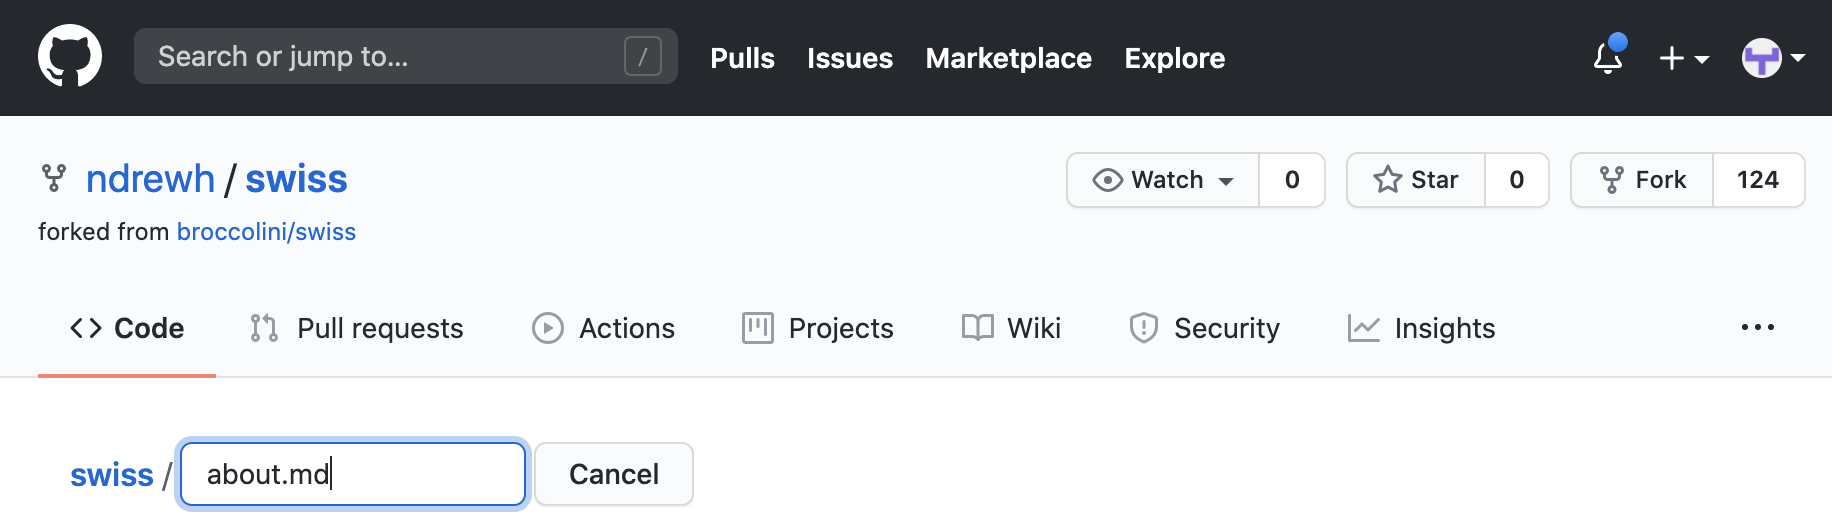 Search or jump to... /
Pulls Issues Marketplace Explore
ndrewh / swiss
Watch 0 Star 0 Fork 124
forked from broccolini/swiss
Code Pull requests Actions Projects Wiki Security Insights ...
swiss / about.md Cancel